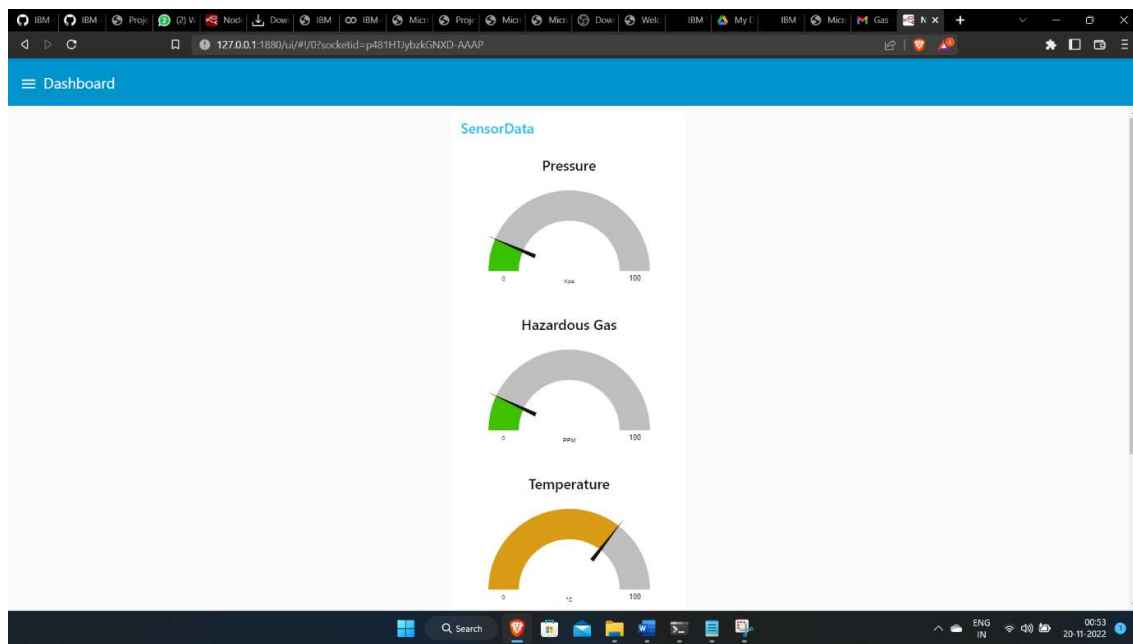 IBM IBM Proje (2) W Node Dow IBM IBM- Micr Proje Micr Micr Dow Welc IBM My D IBM Micr Gas N
127.0.0.1:1880/ui/#!/0?socketid=p481HTJybzkGNXD-AAAP
Dashboard
SensorData
Pressure
0 Kpa 100
Hazardous Gas
0 PPM 100
Temperature
0 °C 100
Search
ENG
IN
00:53
20-11-2022
1